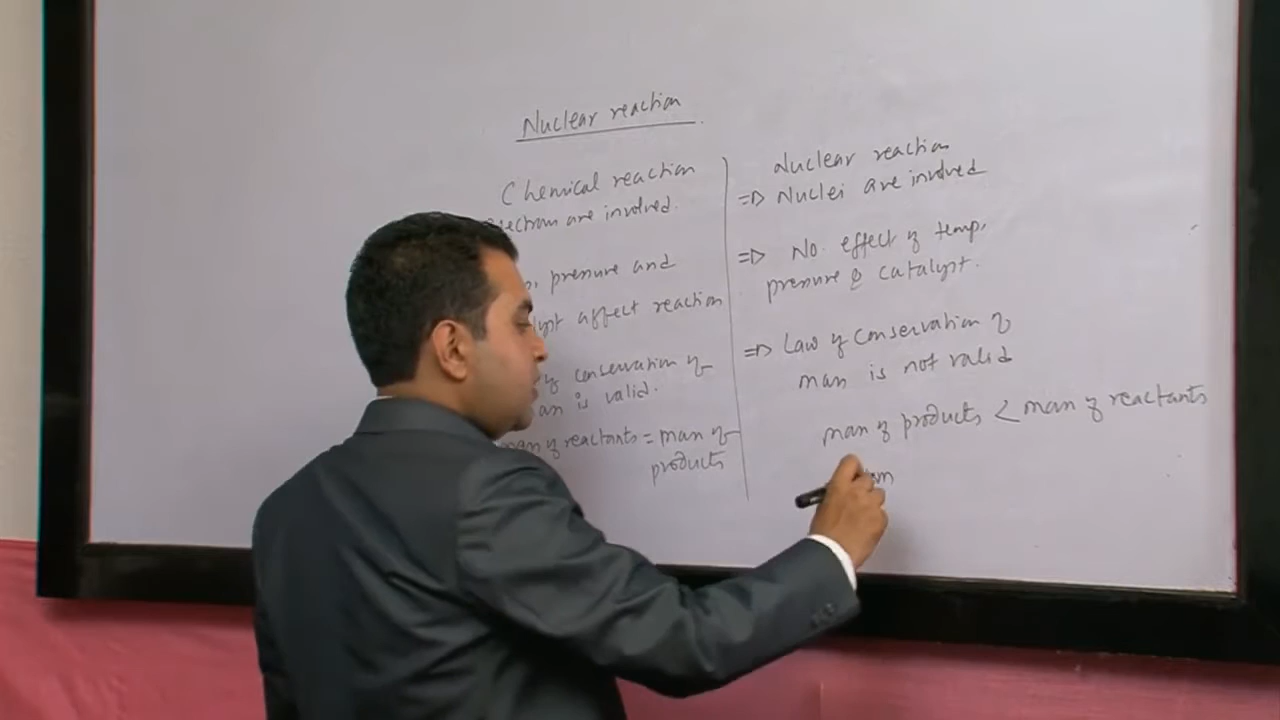 Nuclear reaction
Chemical reaction
are involved.
pressure and
affect reaction
of conservation of
is valid.
mass of reactants = mass of
products
Nuclear reaction
=> Nuclei are involved
=> No. effect of temp,
pressure & catalyst.
=> Law of conservation of
mass is not valid
mass of products < mass of reactants